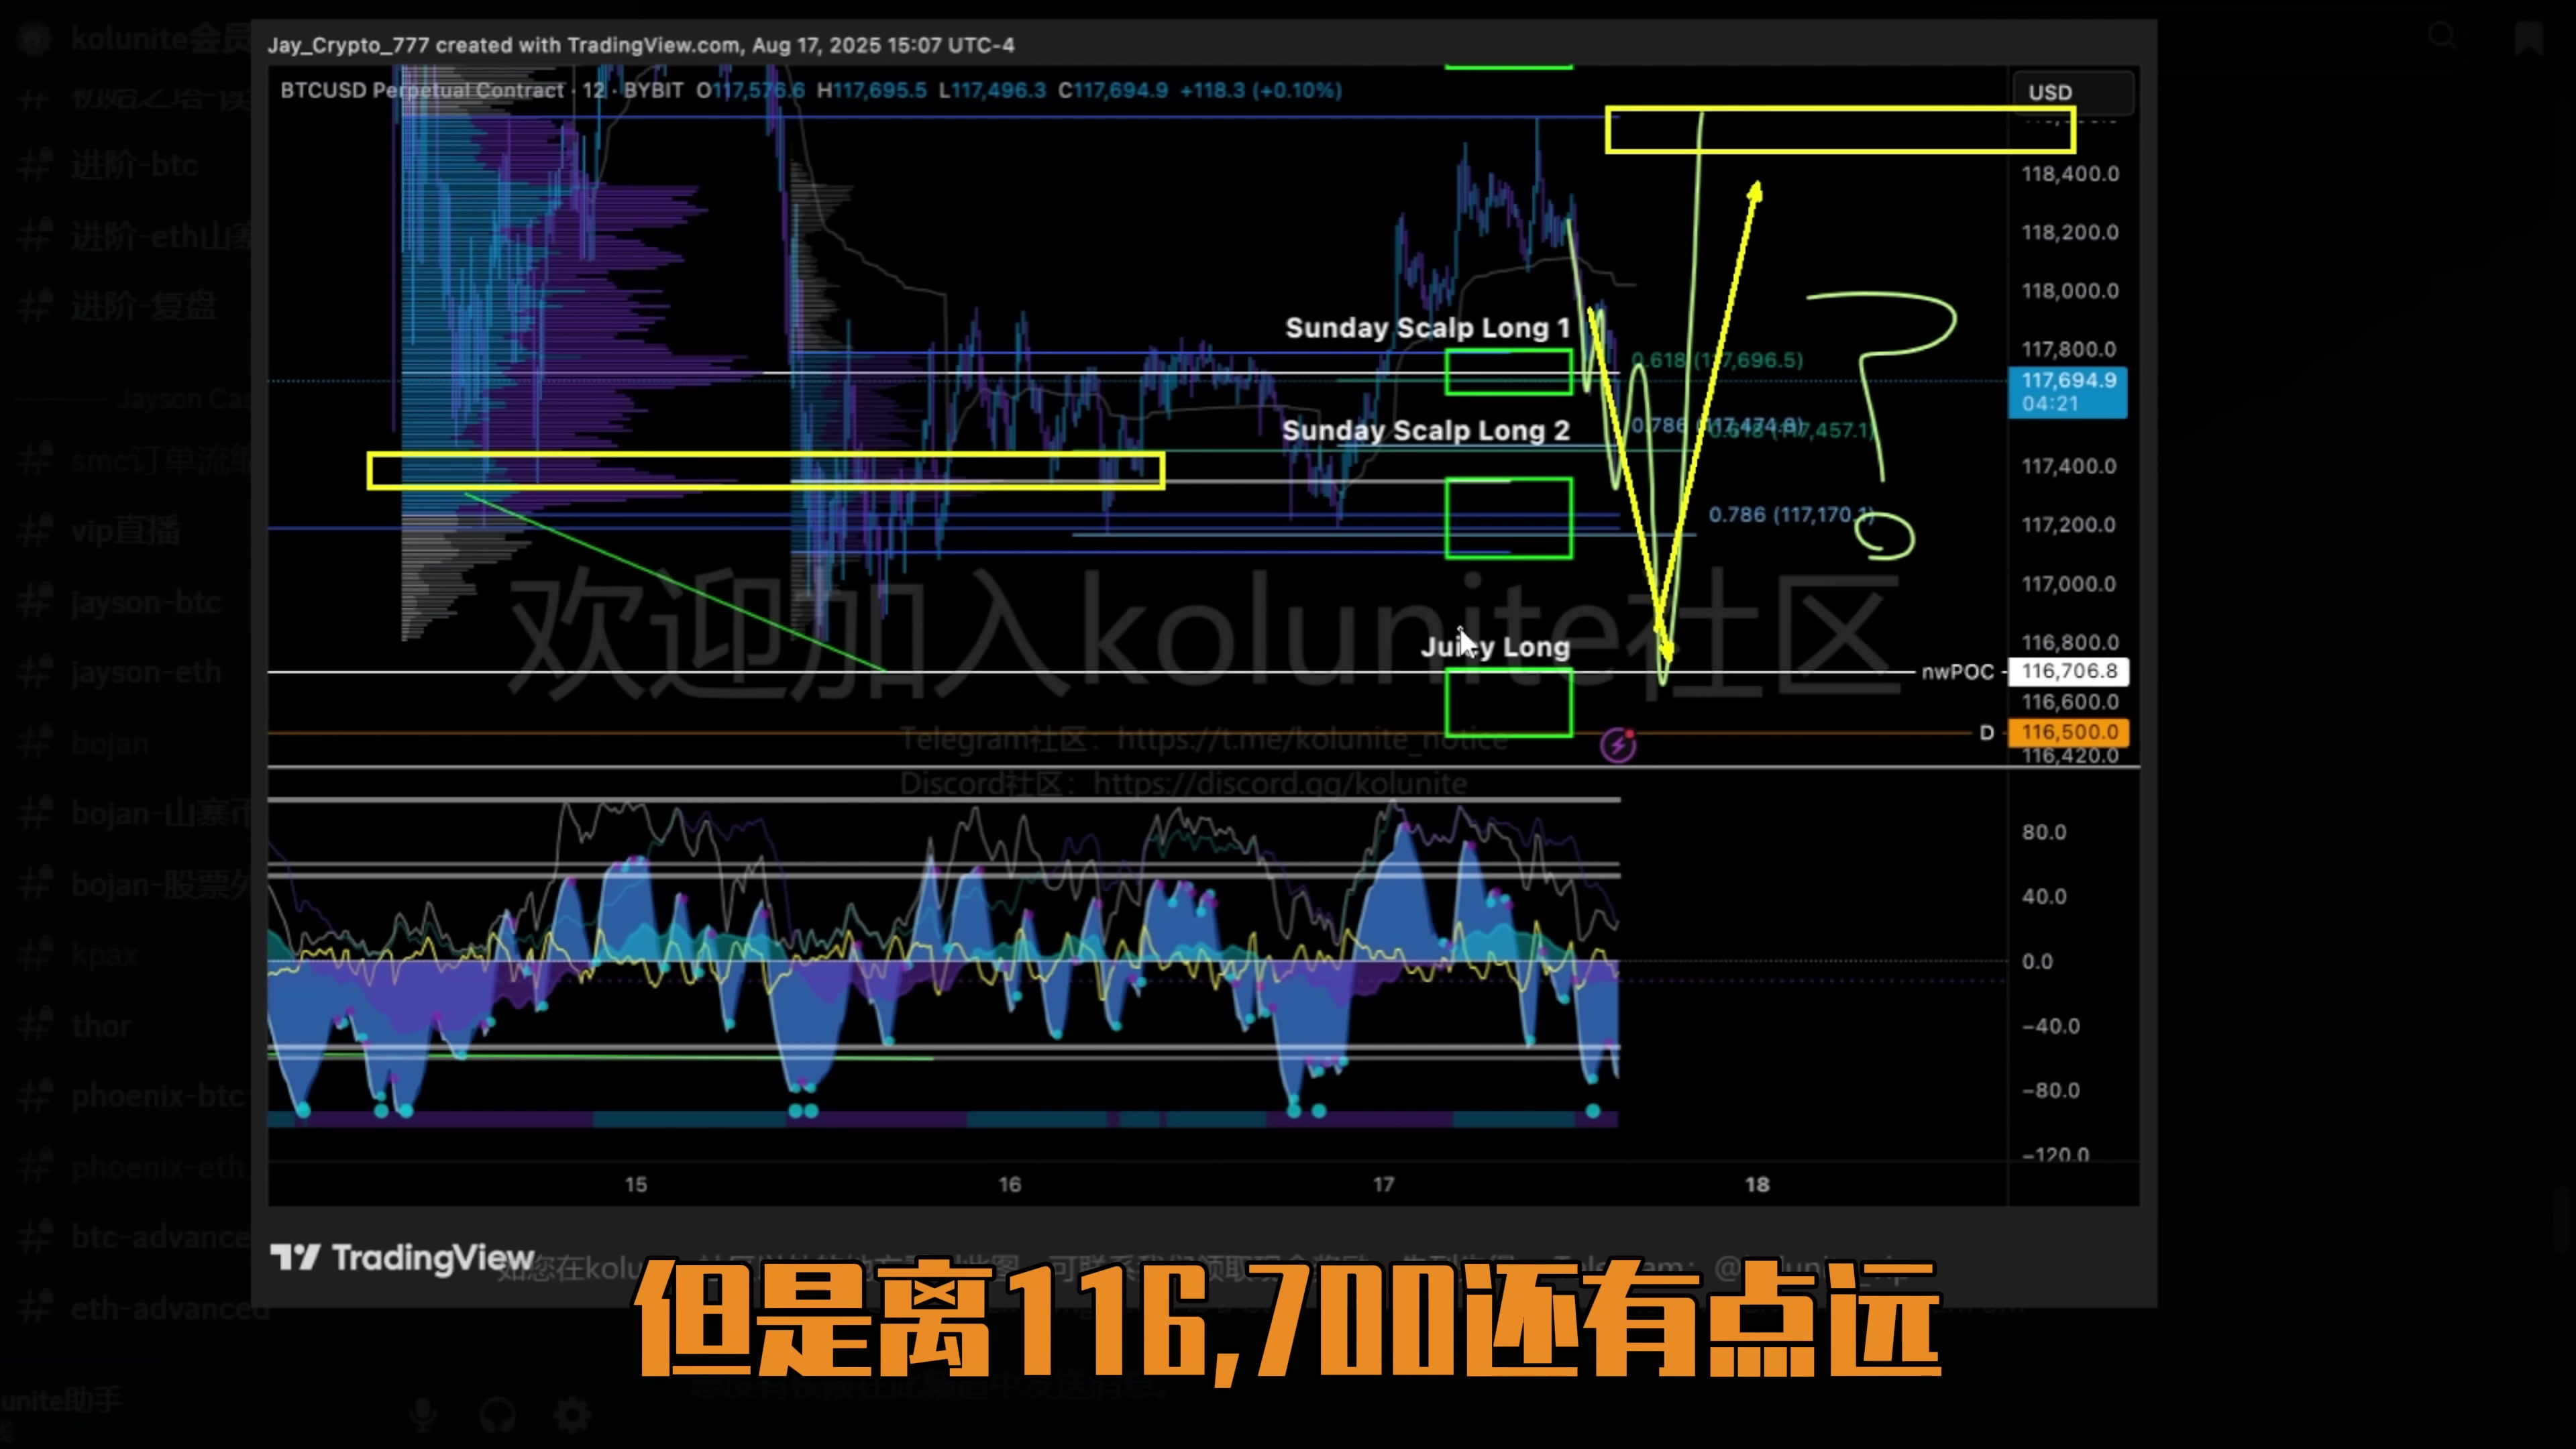 kolunite会员
Jay_Crypto_777 created with TradingView.com, Aug 17, 2025 15:07 UTC-4
BTCUSD Perpetual Contract · 12 · BYBIT O117,576.6 H117,695.5 L117,496.3 C117,694.9 +118.3 (+0.10%)
USD
118,400.0
118,200.0
118,000.0
117,800.0
117,694.9
04:21
117,400.0
117,200.0
117,000.0
116,800.0
nwPOC
116,706.8
116,600.0
D
116,500.0
116,420.0
Sunday Scalp Long 1
0.618 (117,696.5)
Sunday Scalp Long 2
0.786 (117,474.8)
0.618 (117,457.1)
0.786 (117,170.1)
?
Juicy Long
欢迎加入kolunite社区
Telegram社区：https://t.me/kolunite_notice
Discord社区：https://discord.gg/kolunite
80.0
40.0
0.0
-40.0
-80.0
-120.0
15
16
17
18
TradingView
但是离116,700还有点远
进阶-btc
进阶-eth山寨
进阶-复盘
Jayson Cas
smc订单流
vip直播
jayson-btc
jayson-eth
bojan
bojan-山寨币
bojan-股票外
kpax
thor
phoenix-btc
phoenix-eth
btc-advance
eth-advanced
unite助手